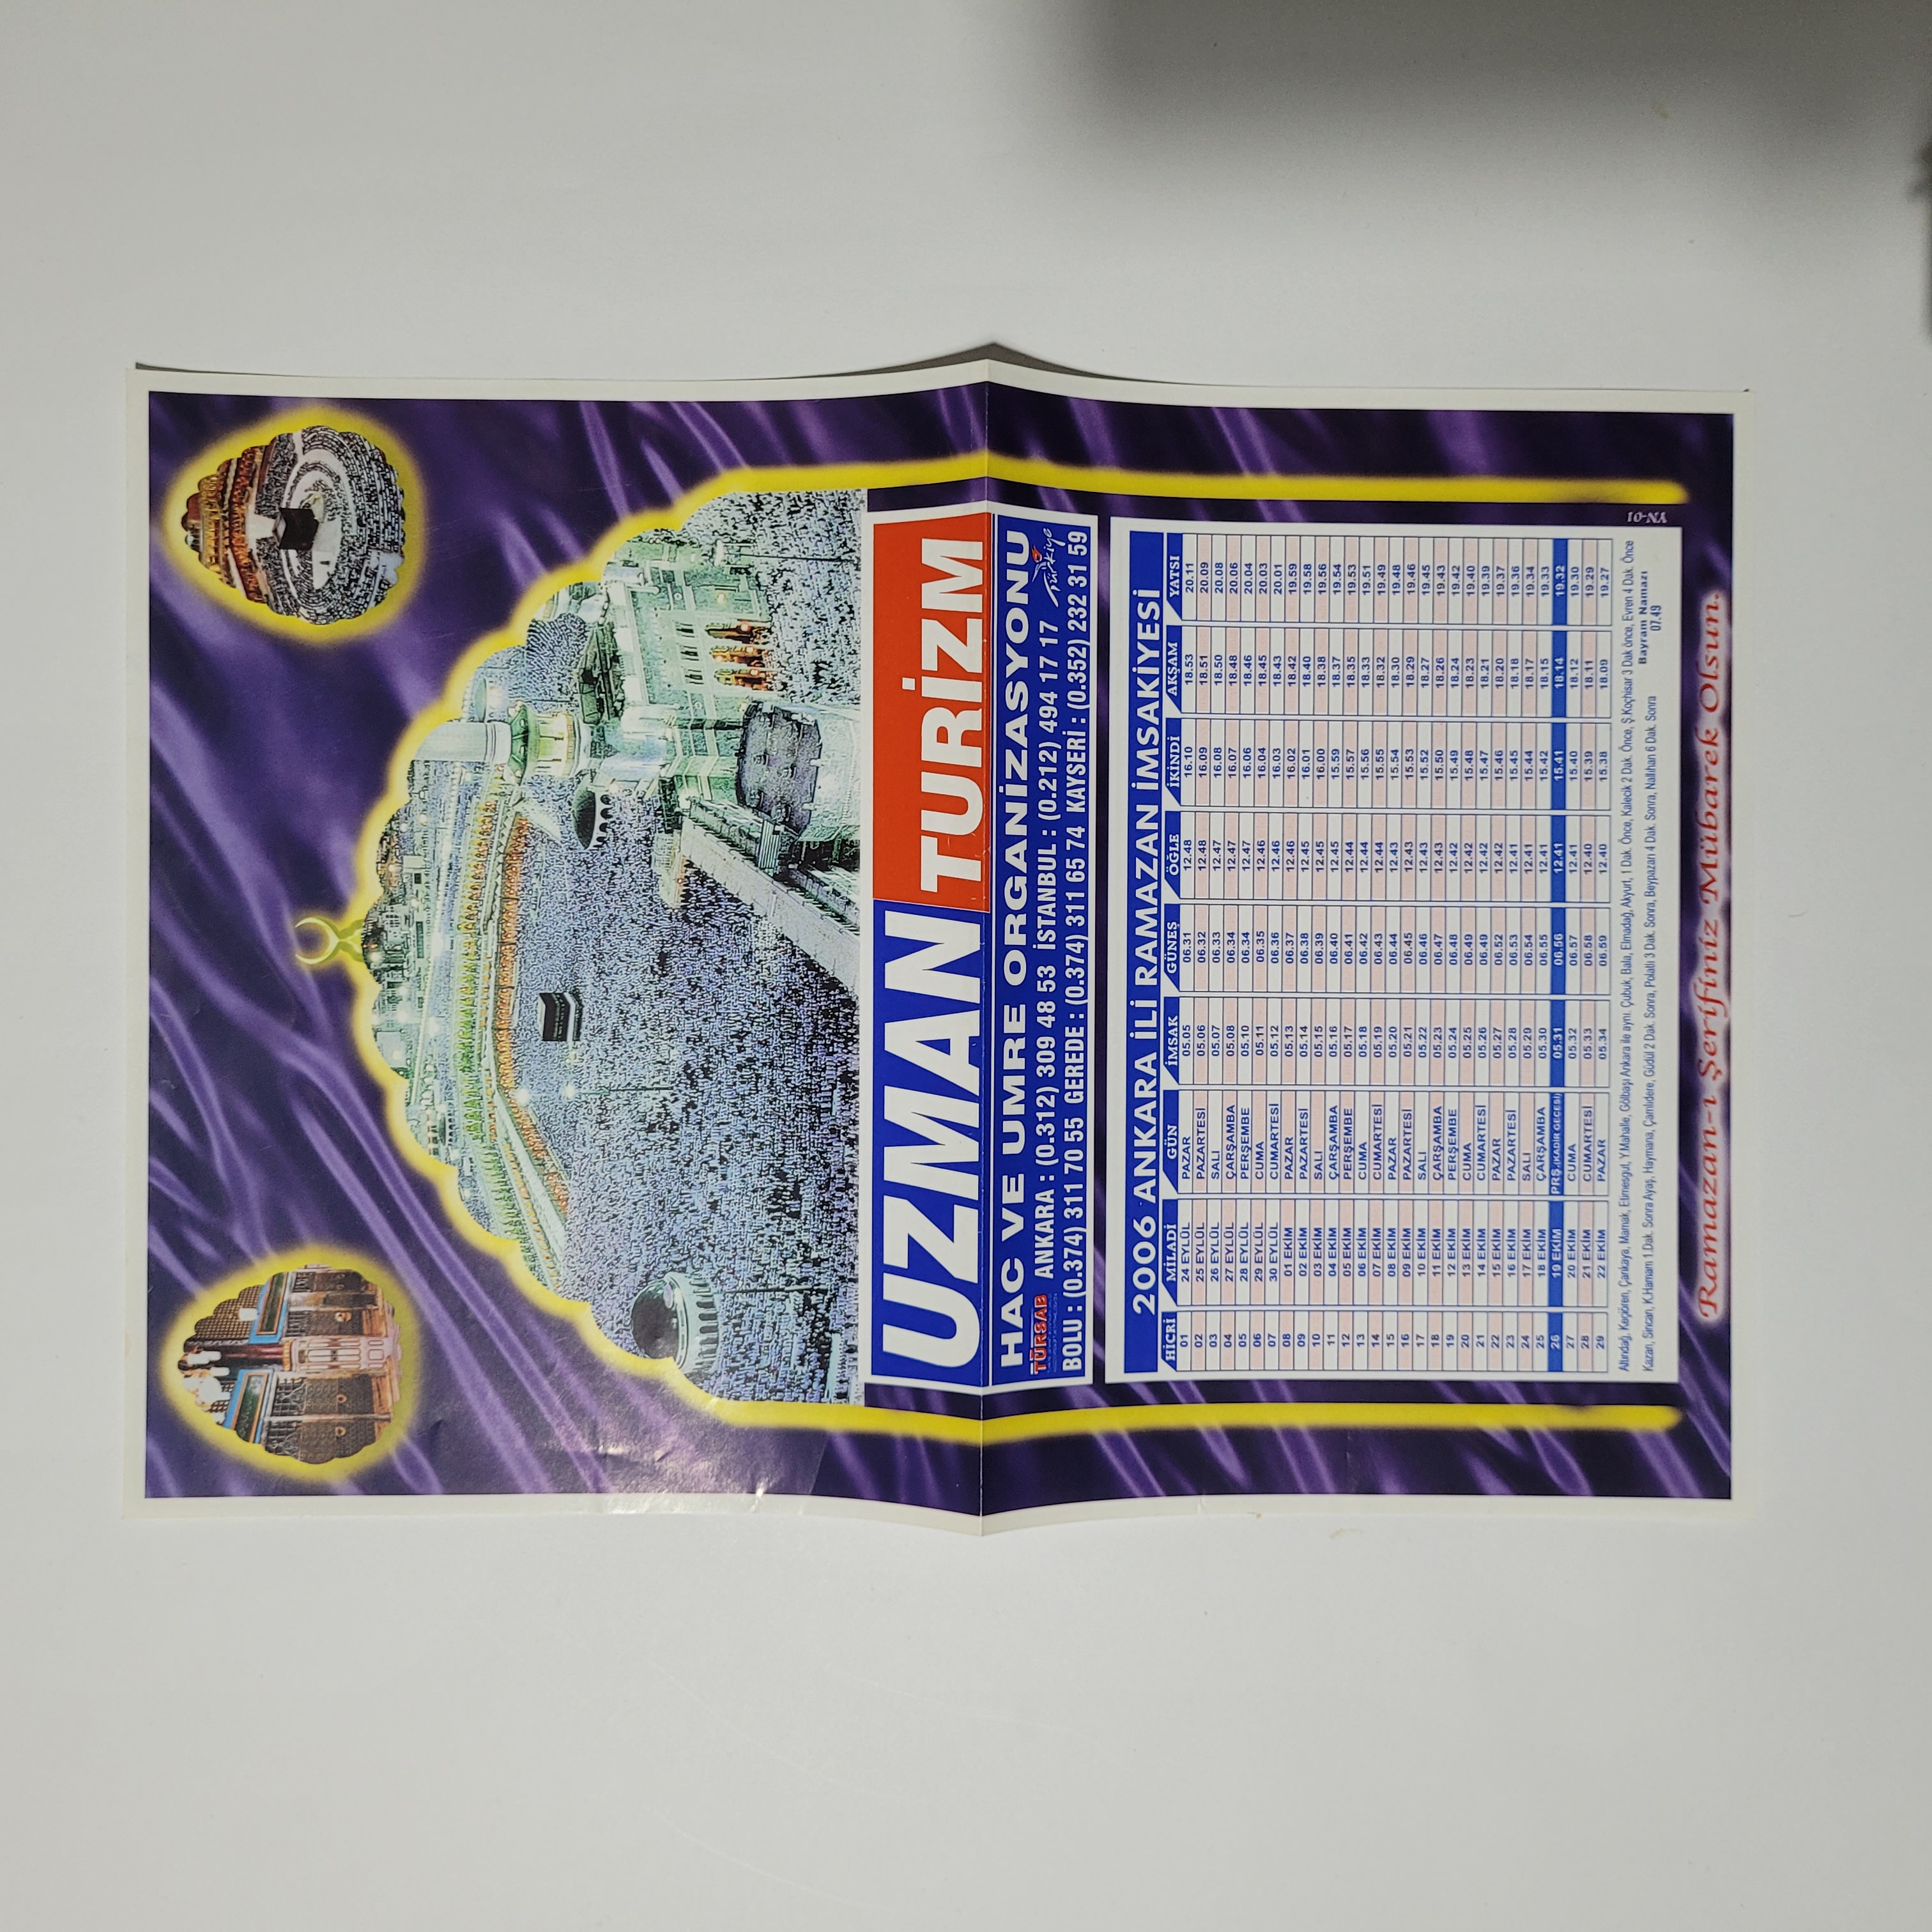 UZMAN TURİZM
HAC VE UMRE ORGANİZASYONU
TÜRSAB ANKARA : (0.312) 309 48 53 İSTANBUL : (0.212) 494 17 17 Türkiye
BOLU : (0.374) 311 70 55 GEREDE : (0.374) 311 65 74 KAYSERİ : (0.352) 232 31 59
2006 ANKARA İLİ RAMAZAN İMSAKİYESİ
HİCRİ MİLADİ GÜN İMSAK GÜNEŞ ÖĞLE İKİNDİ AKŞAM YATSI
01 24 EYLÜL PAZAR 05.05 06.31 12.48 16.10 18.53 20.11
02 25 EYLÜL PAZARTESİ 05.06 06.32 12.48 16.09 18.51 20.09
03 26 EYLÜL SALI 05.07 06.33 12.47 16.08 18.50 20.08
04 27 EYLÜL ÇARŞAMBA 05.08 06.34 12.47 16.07 18.48 20.06
05 28 EYLÜL PERŞEMBE 05.10 06.34 12.47 16.06 18.46 20.04
06 29 EYLÜL CUMA 05.11 06.35 12.46 16.04 18.45 20.03
07 30 EYLÜL CUMARTESİ 05.12 06.36 12.46 16.03 18.43 20.01
08 01 EKİM PAZAR 05.13 06.37 12.46 16.02 18.42 19.59
09 02 EKİM PAZARTESİ 05.14 06.38 12.45 16.01 18.40 19.58
10 03 EKİM SALI 05.15 06.39 12.45 16.00 18.38 19.56
11 04 EKİM ÇARŞAMBA 05.16 06.40 12.45 15.59 18.37 19.54
12 05 EKİM PERŞEMBE 05.17 06.41 12.44 15.57 18.35 19.53
13 06 EKİM CUMA 05.18 06.42 12.44 15.56 18.33 19.51
14 07 EKİM CUMARTESİ 05.19 06.43 12.44 15.55 18.32 19.49
15 08 EKİM PAZAR 05.20 06.44 12.43 15.54 18.30 19.48
16 09 EKİM PAZARTESİ 05.21 06.45 12.43 15.53 18.29 19.46
17 10 EKİM SALI 05.22 06.46 12.43 15.52 18.27 19.45
18 11 EKİM ÇARŞAMBA 05.23 06.47 12.43 15.50 18.26 19.43
19 12 EKİM PERŞEMBE 05.24 06.48 12.42 15.49 18.24 19.42
20 13 EKİM CUMA 05.25 06.49 12.42 15.48 18.23 19.40
21 14 EKİM CUMARTESİ 05.26 06.49 12.42 15.47 18.21 19.39
22 15 EKİM PAZAR 05.27 06.52 12.42 15.46 18.20 19.37
23 16 EKİM PAZARTESİ 05.28 06.53 12.41 15.45 18.18 19.36
24 17 EKİM SALI 05.29 06.54 12.41 15.44 18.17 19.34
25 18 EKİM ÇARŞAMBA 05.30 06.55 12.41 15.42 18.15 19.33
26 19 EKİM PRŞ.(KADİR GECESİ) 05.31 06.56 12.41 15.41 18.14 19.32
27 20 EKİM CUMA 05.32 06.57 12.41 15.40 18.12 19.30
28 21 EKİM CUMARTESİ 05.33 06.58 12.40 15.39 18.11 19.29
29 22 EKİM PAZAR 05.34 06.59 12.40 15.38 18.09 19.27
Altındağ, Keçiören, Çankaya, Mamak, Etimesgut, Y.Mahalle, Gölbaşı Ankara ile aynı. Çubuk, Bala, Elmadağ, Akyurt, 1 Dak. Önce, Kalecik 2 Dak. Önce, Ş.Koçhisar 3 Dak önce, Evren 4 Dak. Önce
Kazan, Sincan, K.Hamam 1.Dak. Sonra Ayaş, Haymana, Çamlıdere, Güdül 2 Dak. Sonra, Polatlı 3 Dak. Sonra, Beypazarı 4 Dak. Sonra, Nallıhan 6 Dak. Sonra
Bayram Namazı
07.49
YN-01
Ramazan-ı Şerifiniz Mübarek Olsun.